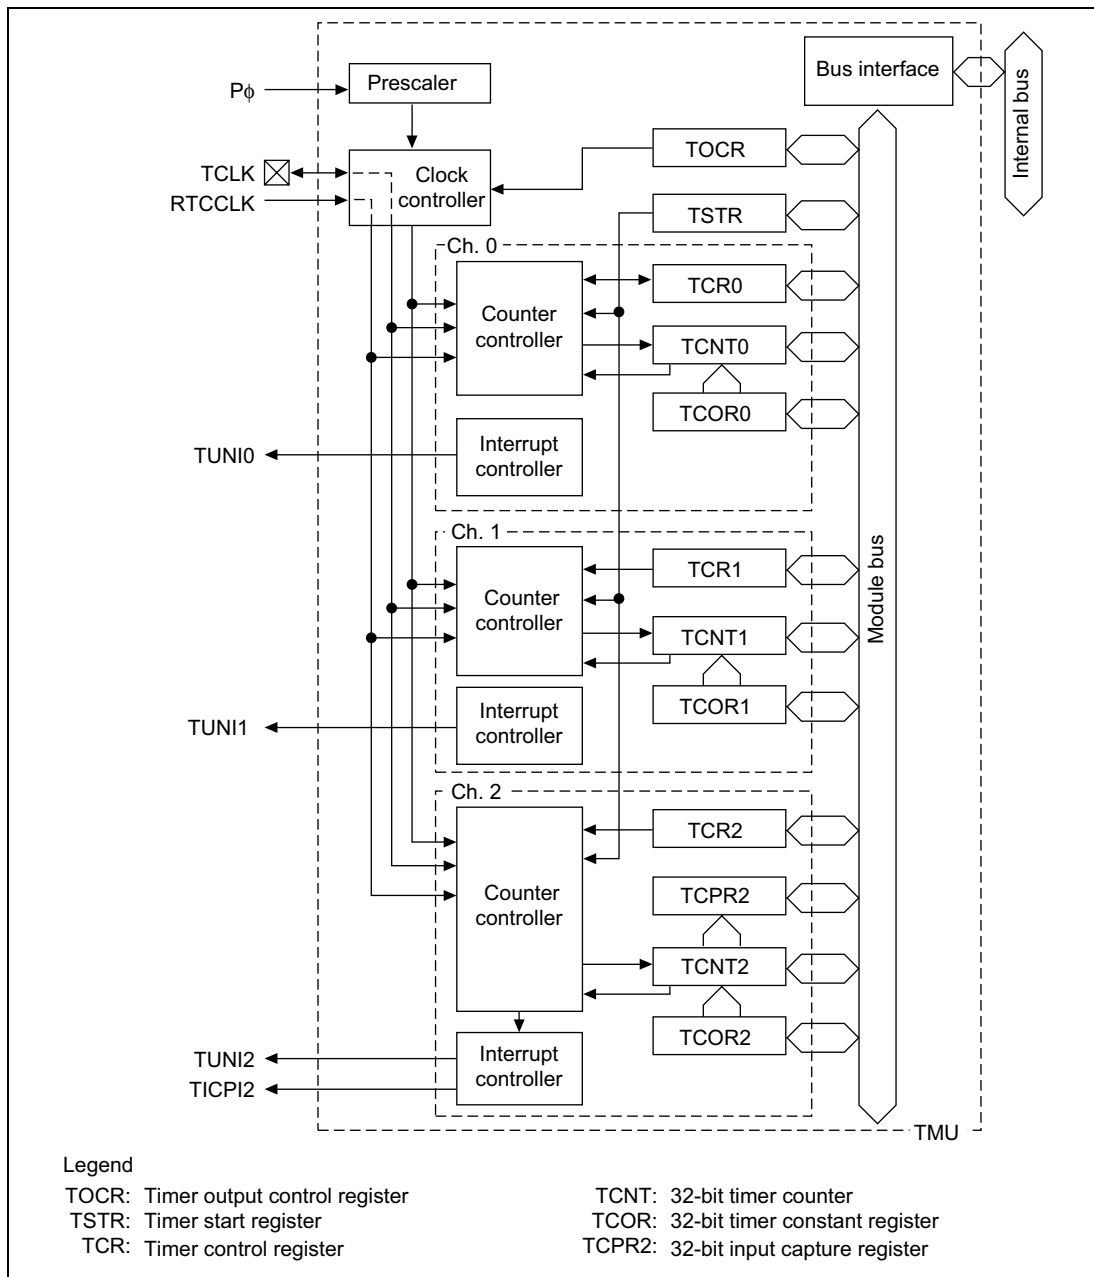 Bus interface
Internal bus
Prescaler
Pϕ
TOCR
TCLK
Clock
controller
RTCCLK
TSTR
Ch. 0
TCR0
Counter
controller
TCNT0
TCOR0
Interrupt
controller
TUNI0
Ch. 1
TCR1
Counter
controller
TCNT1
Module bus
TCOR1
Interrupt
controller
TUNI1
Ch. 2
TCR2
Counter
controller
TCPR2
TCNT2
TCOR2
Interrupt
controller
TUNI2
TICPI2
TMU
Legend
TOCR: Timer output control register
TSTR: Timer start register
TCR: Timer control register
TCNT: 32-bit timer counter
TCOR: 32-bit timer constant register
TCPR2: 32-bit input capture register